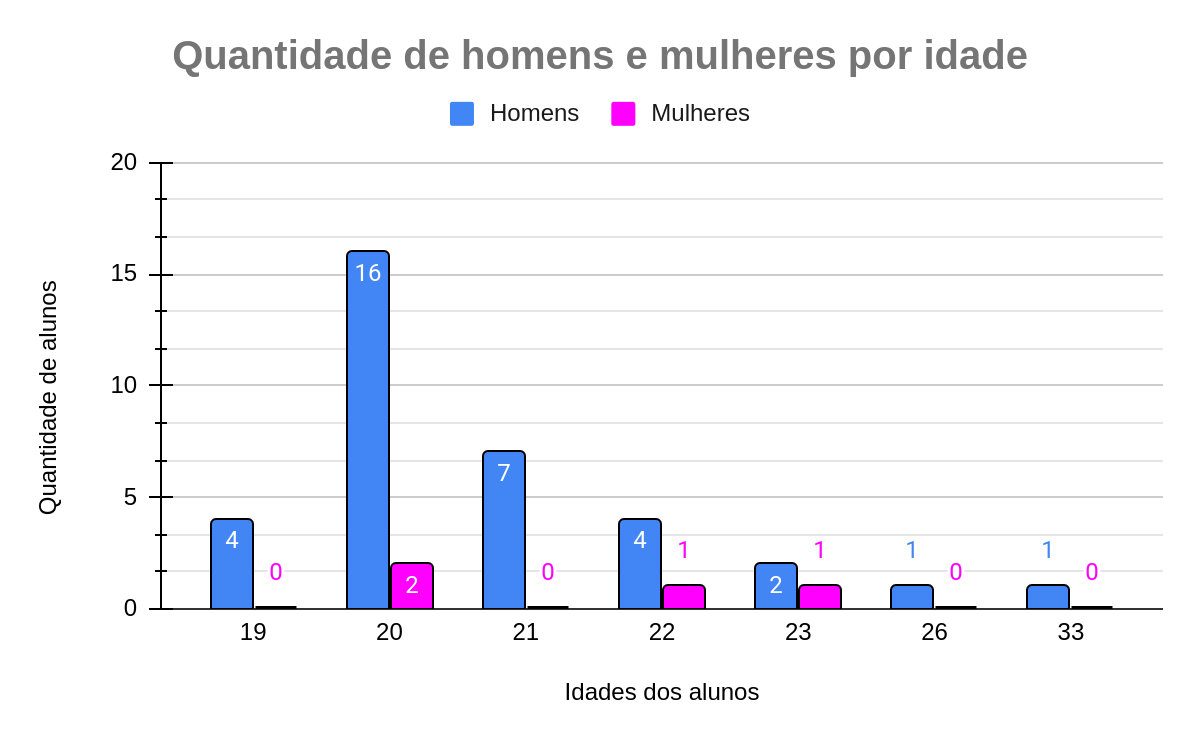 Quantidade de homens e mulheres por idade
Homens Mulheres
20
15
10
5
0
Quantidade de alunos
4 0 16 2 7 0 4 1 2 1 1 0 1 0
19 20 21 22 23 26 33
Idades dos alunos